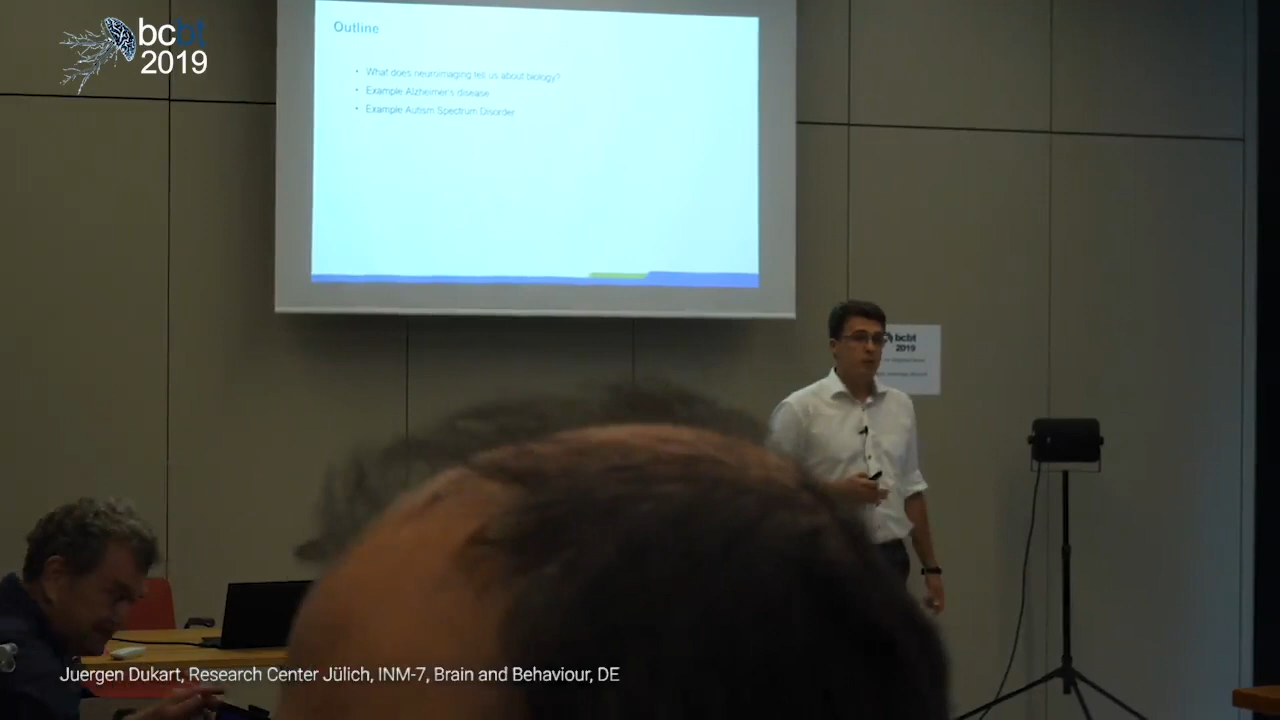 bcbt
2019
Outline
• What does neuroimaging tell us about biology?
• Example Alzheimer's disease
• Example Autism Spectrum Disorder
bcbt
2019
Juergen Dukart, Research Center Jülich, INM-7, Brain and Behaviour, DE